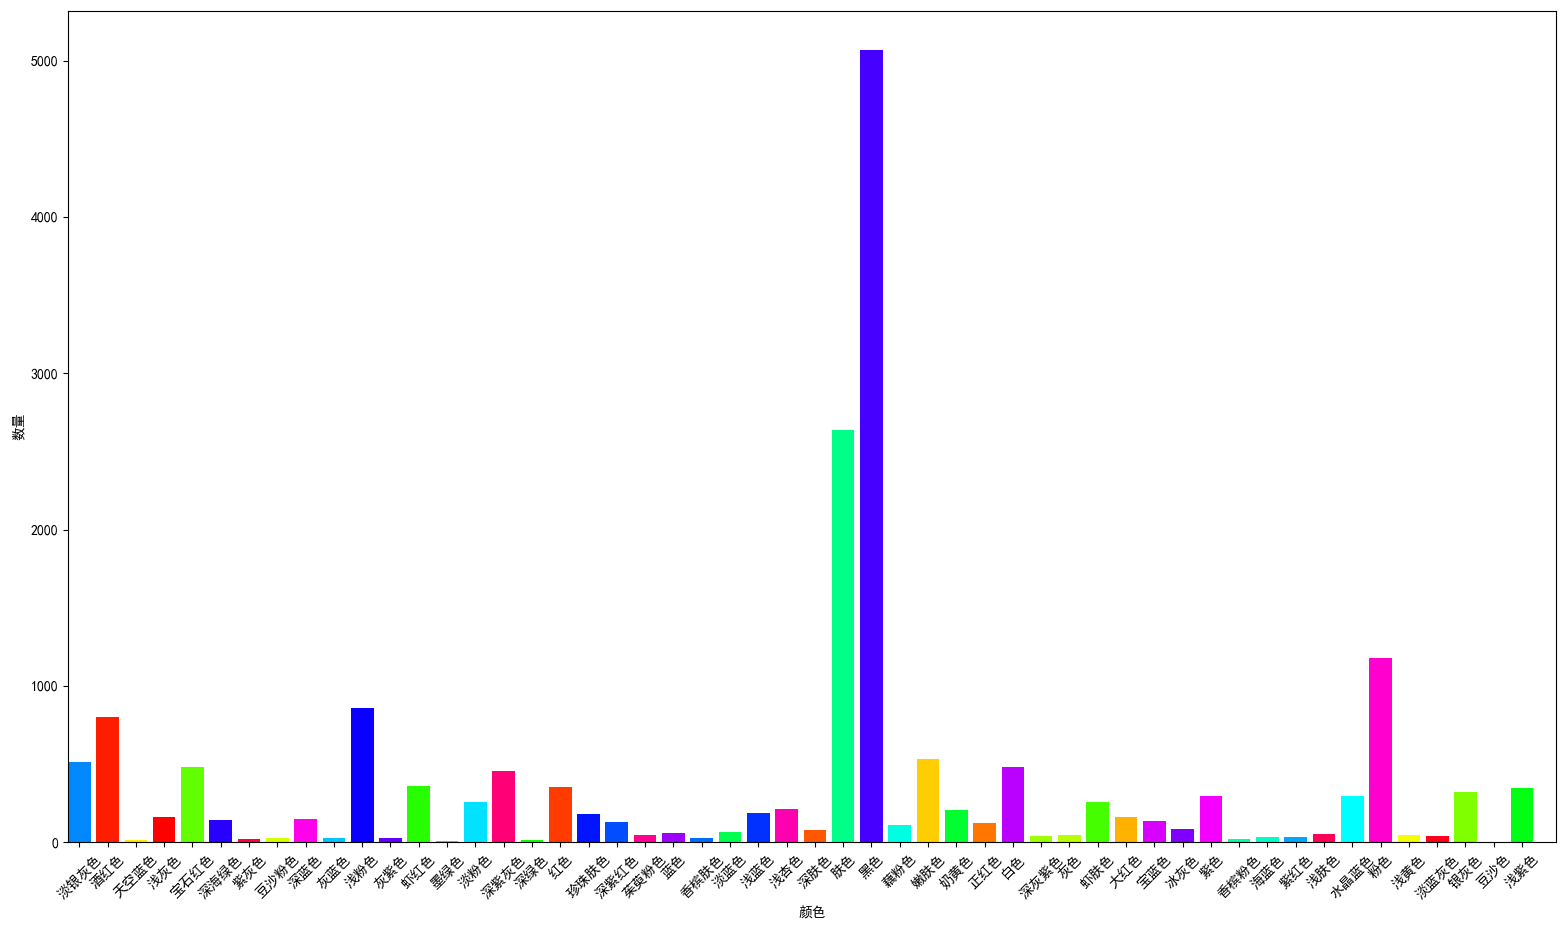 5000
4000
3000
2000
1000
0
数量
淡银灰色
酒红色
天空蓝色
浅灰色
宝石红色
深海绿色
紫灰色
豆沙粉色
深蓝色
灰蓝色
浅粉色
灰紫色
虾红色
墨绿色
淡粉色
深紫灰色
深绿色
红色
珍珠肤色
深紫红色
茱萸粉色
蓝色
香槟肤色
淡蓝色
浅蓝色
浅杏色
深肤色
肤色
黑色
藕粉色
嫩肤色
奶黄色
正红色
白色
深灰紫色
灰色
虾肤色
大红色
宝蓝色
冰灰色
紫色
香槟粉色
海蓝色
紫红色
浅肤色
水晶蓝色
粉色
浅黄色
淡蓝灰色
银灰色
豆沙色
浅紫色
颜色